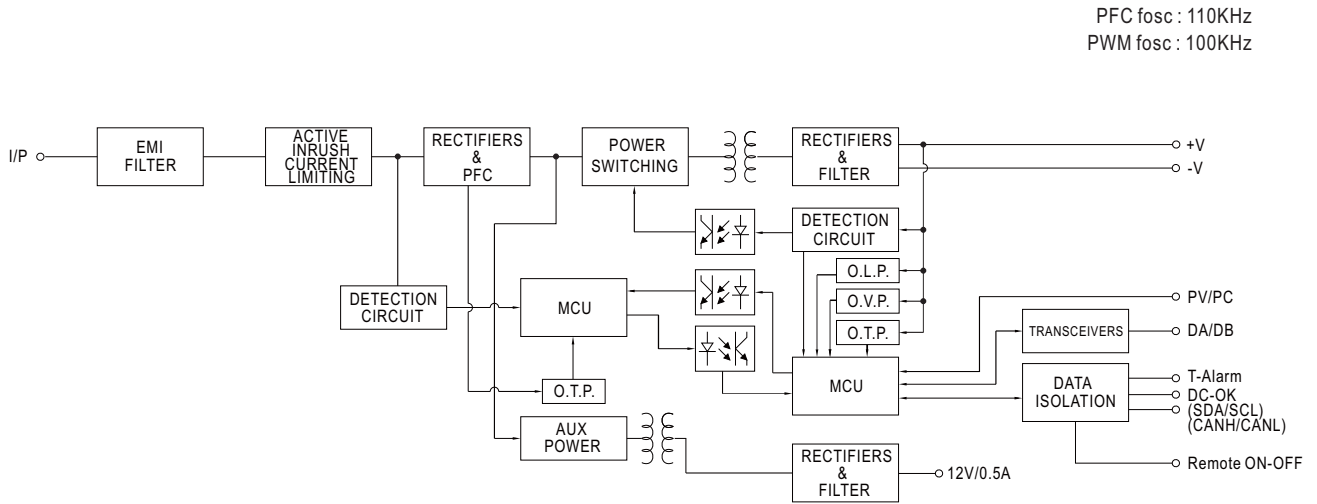 PFC fosc : 110KHz
PWM fosc : 100KHz
I/P
EMI
FILTER
ACTIVE
INRUSH
CURRENT
LIMITING
RECTIFIERS
&
PFC
POWER
SWITCHING
RECTIFIERS
&
FILTER
+V
-V
DETECTION
CIRCUIT
O.L.P.
O.V.P.
O.T.P.
DETECTION
CIRCUIT
MCU
PV/PC
TRANSCEIVERS
DA/DB
MCU
O.T.P.
DATA
ISOLATION
T-Alarm
DC-OK
(SDA/SCL)
(CANH/CANL)
AUX
POWER
RECTIFIERS
&
FILTER
12V/0.5A
Remote ON-OFF